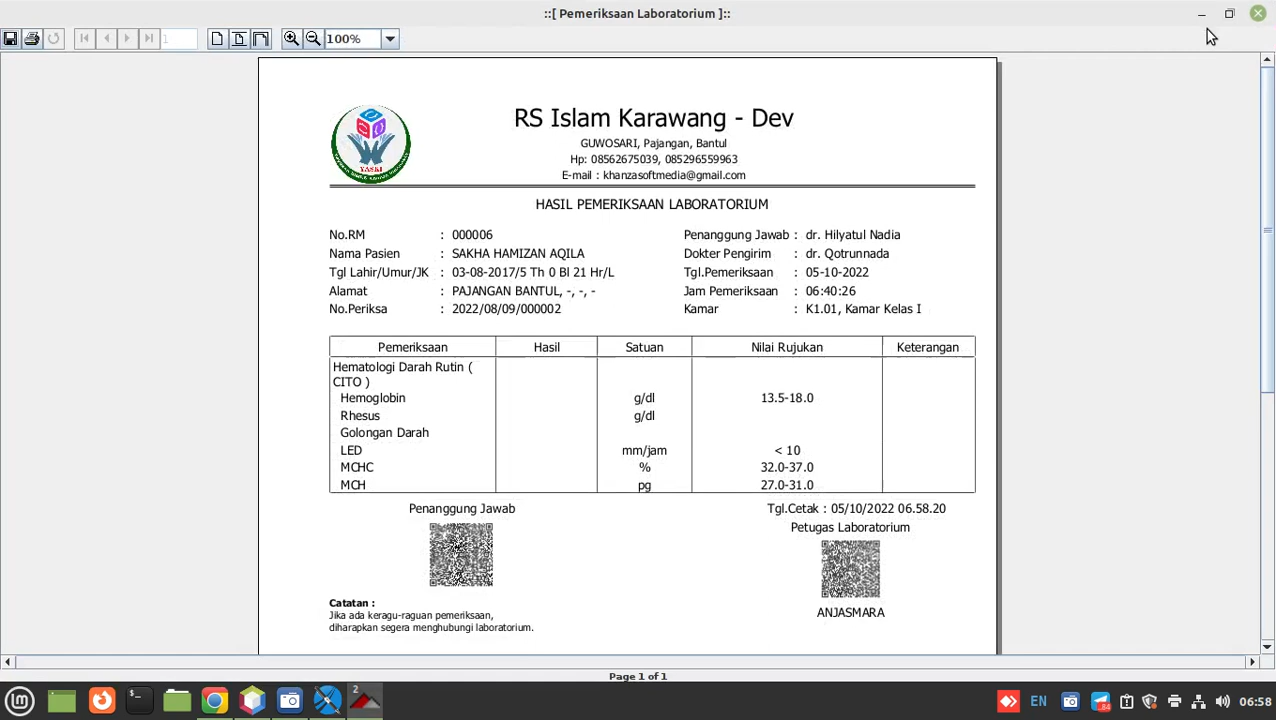 ::[ Pemeriksaan Laboratorium ]::
1
100%
YASKI
RS Islam Karawang - Dev
GUWOSARI, Pajangan, Bantul
Hp: 08562675039, 085296559963
E-mail : khanzasoftmedia@gmail.com
HASIL PEMERIKSAAN LABORATORIUM
No.RM : 000006 Penanggung Jawab : dr. Hilyatul Nadia
Nama Pasien : SAKHA HAMIZAN AQILA Dokter Pengirim : dr. Qotrunnada
Tgl Lahir/Umur/JK : 03-08-2017/5 Th 0 Bl 21 Hr/L Tgl.Pemeriksaan : 05-10-2022
Alamat : PAJANGAN BANTUL, -, -, - Jam Pemeriksaan : 06:40:26
No.Periksa : 2022/08/09/000002 Kamar : K1.01, Kamar Kelas I
Pemeriksaan Hasil Satuan Nilai Rujukan Keterangan
Hematologi Darah Rutin (
CITO )
Hemoglobin g/dl 13.5-18.0
Rhesus g/dl
Golongan Darah
LED mm/jam < 10
MCHC % 32.0-37.0
MCH pg 27.0-31.0
Penanggung Jawab Tgl.Cetak : 05/10/2022 06.58.20
Petugas Laboratorium
ANJASMARA
Catatan :
Jika ada keragu-raguan pemeriksaan,
diharapkan segera menghubungi laboratorium.
Page 1 of 1
2
EN
84
06:58